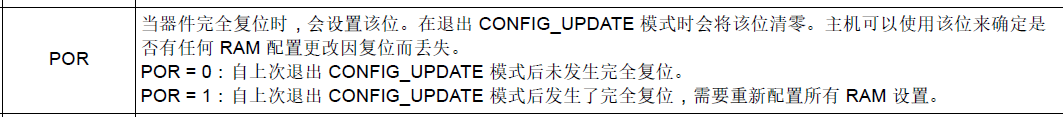 POR
当器件完全复位时，会设置该位。在退出 CONFIG_UPDATE 模式时会将该位清零。主机可以使用该位来确定是
否有任何 RAM 配置更改因复位而丢失。
POR = 0：自上次退出 CONFIG_UPDATE 模式后未发生完全复位。
POR = 1：自上次退出 CONFIG_UPDATE 模式后发生了完全复位，需要重新配置所有 RAM 设置。